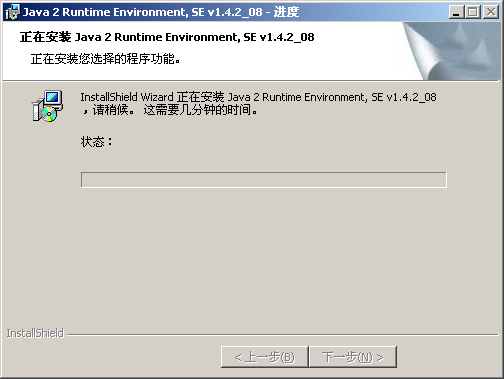 Java 2 Runtime Environment, SE v1.4.2_08 - 进度
正在安装 Java 2 Runtime Environment, SE v1.4.2_08
正在安装您选择的程序功能。
InstallShield Wizard 正在安装 Java 2 Runtime Environment, SE v1.4.2_08
，请稍候。 这需要几分钟的时间。
状态：
InstallShield
< 上一步(B)
下一步(N) >